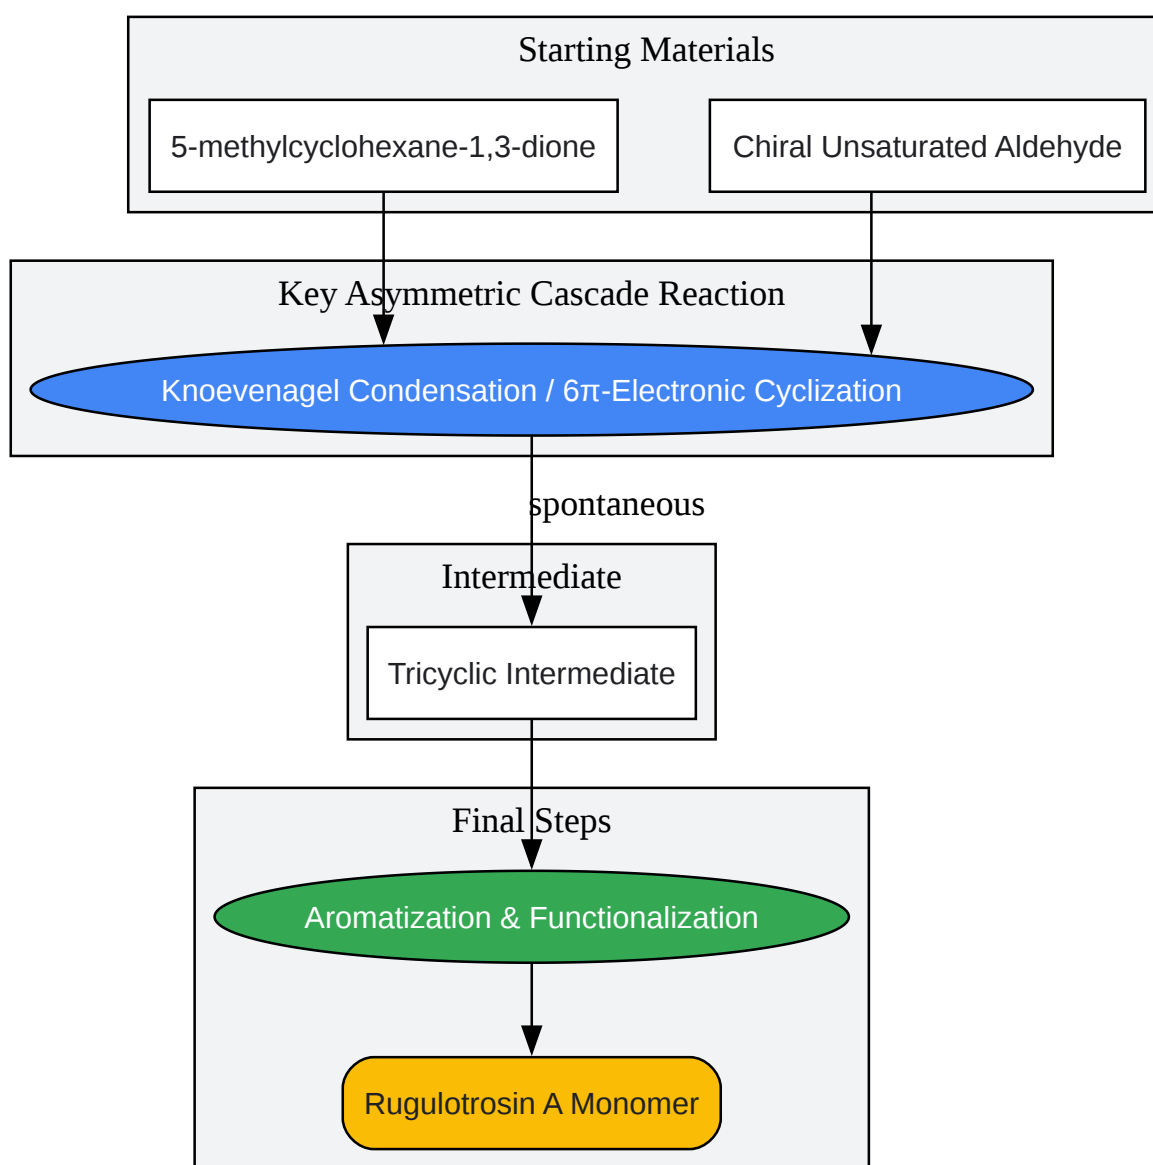 Starting Materials
5-methylcyclohexane-1,3-dione
Chiral Unsaturated Aldehyde
Key Asymmetric Cascade Reaction
Knoevenagel Condensation / 6π-Electronic Cyclization
spontaneous
Intermediate
Tricyclic Intermediate
Final Steps
Aromatization & Functionalization
Rugulotrosin A Monomer